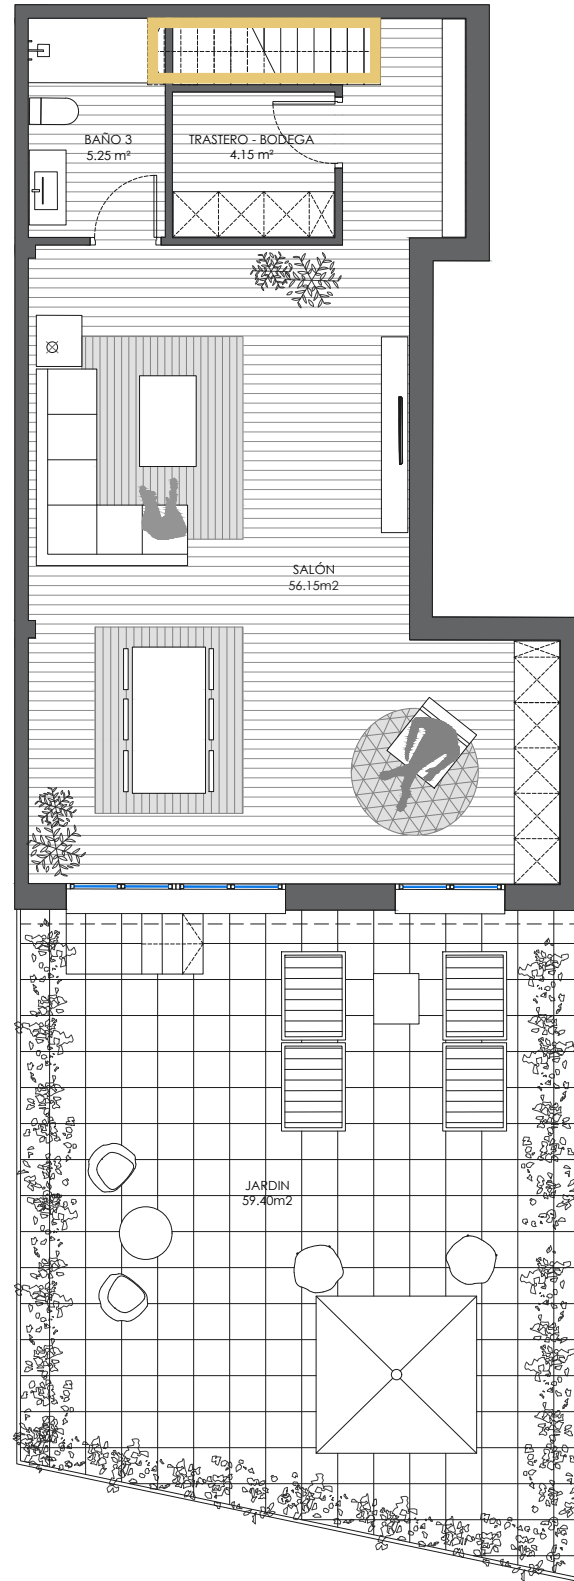 BAÑO 3
5.25 m²
TRASTERO - BODEGA
4.15 m²
SALÓN
56.15m2
JARDIN
59.40m2